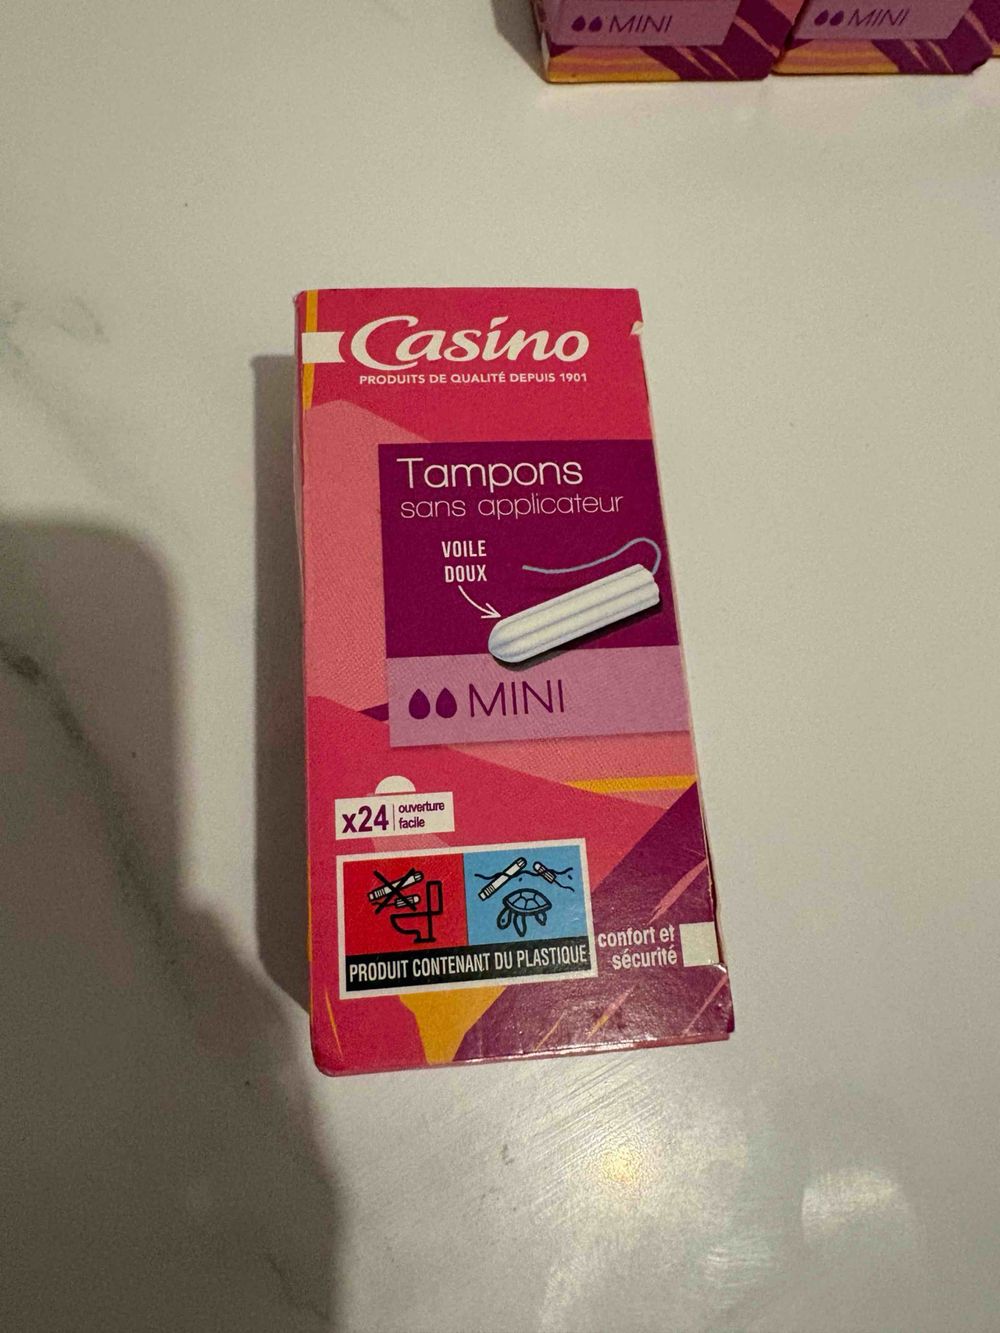 MINI
MINI
Casino
PRODUITS DE QUALITÉ DEPUIS 1901
Tampons
sans applicateur
VOILE
DOUX
MINI
x24
ouverture
facile
PRODUIT CONTENANT DU PLASTIQUE
confort et
sécurité